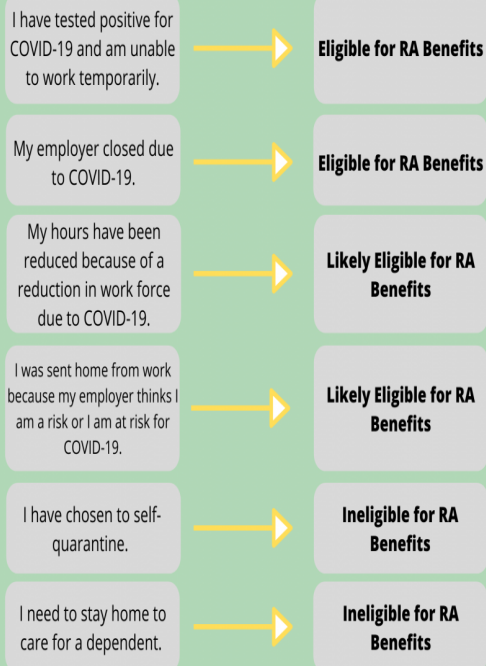 I have tested positive for
COVID-19 and am unable
to work temporarily.
Eligible for RA Benefits
My employer closed due
to COVID-19.
Eligible for RA Benefits
My hours have been
reduced because of a
reduction in work force
due to COVID-19.
Likely Eligible for RA
Benefits
I was sent home from work
because my employer thinks I
am a risk or I am at risk for
COVID-19.
Likely Eligible for RA
Benefits
I have chosen to self-
quarantine.
Ineligible for RA
Benefits
I need to stay home to
care for a dependent.
Ineligible for RA
Benefits